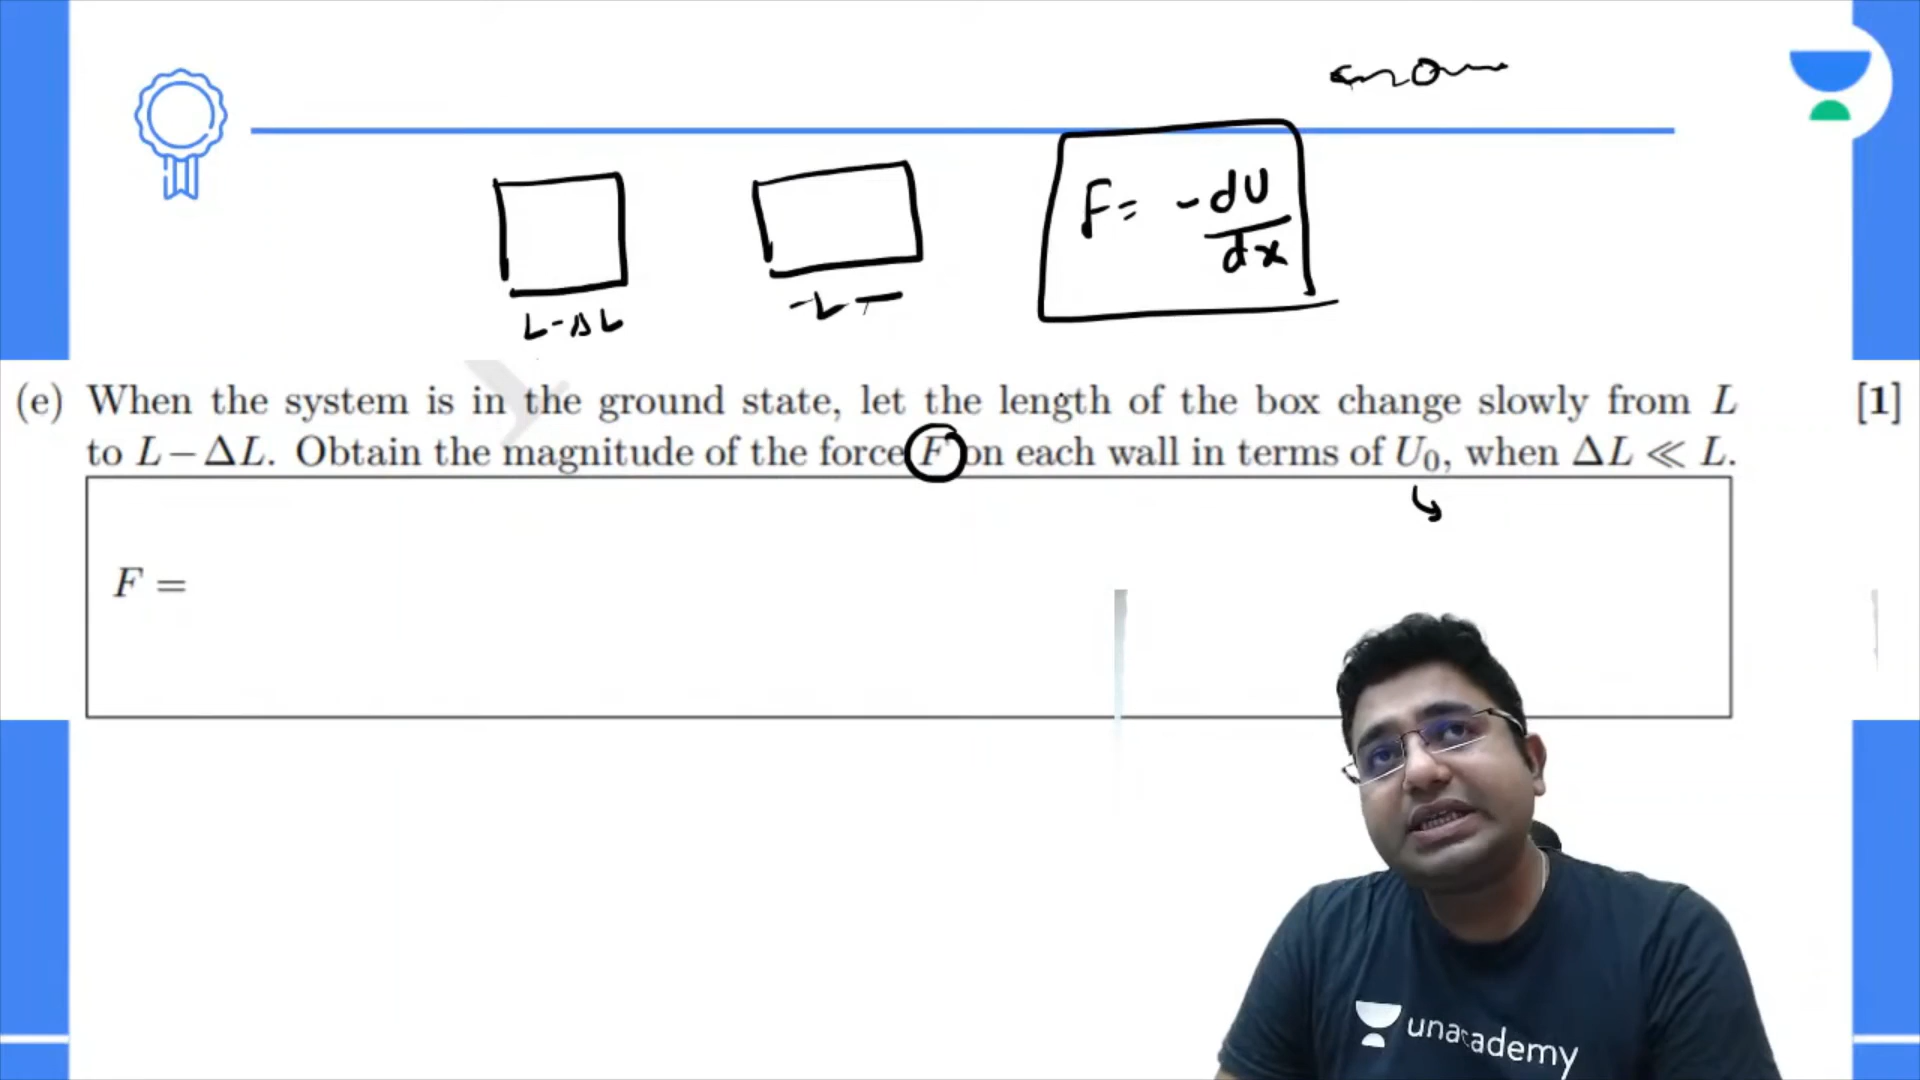 F = -dU/dx
L-ΔL
-L-
(e) When the system is in the ground state, let the length of the box change slowly from L [1]
to L − ΔL. Obtain the magnitude of the force F on each wall in terms of U₀, when ΔL ≪ L.
F =
unacademy